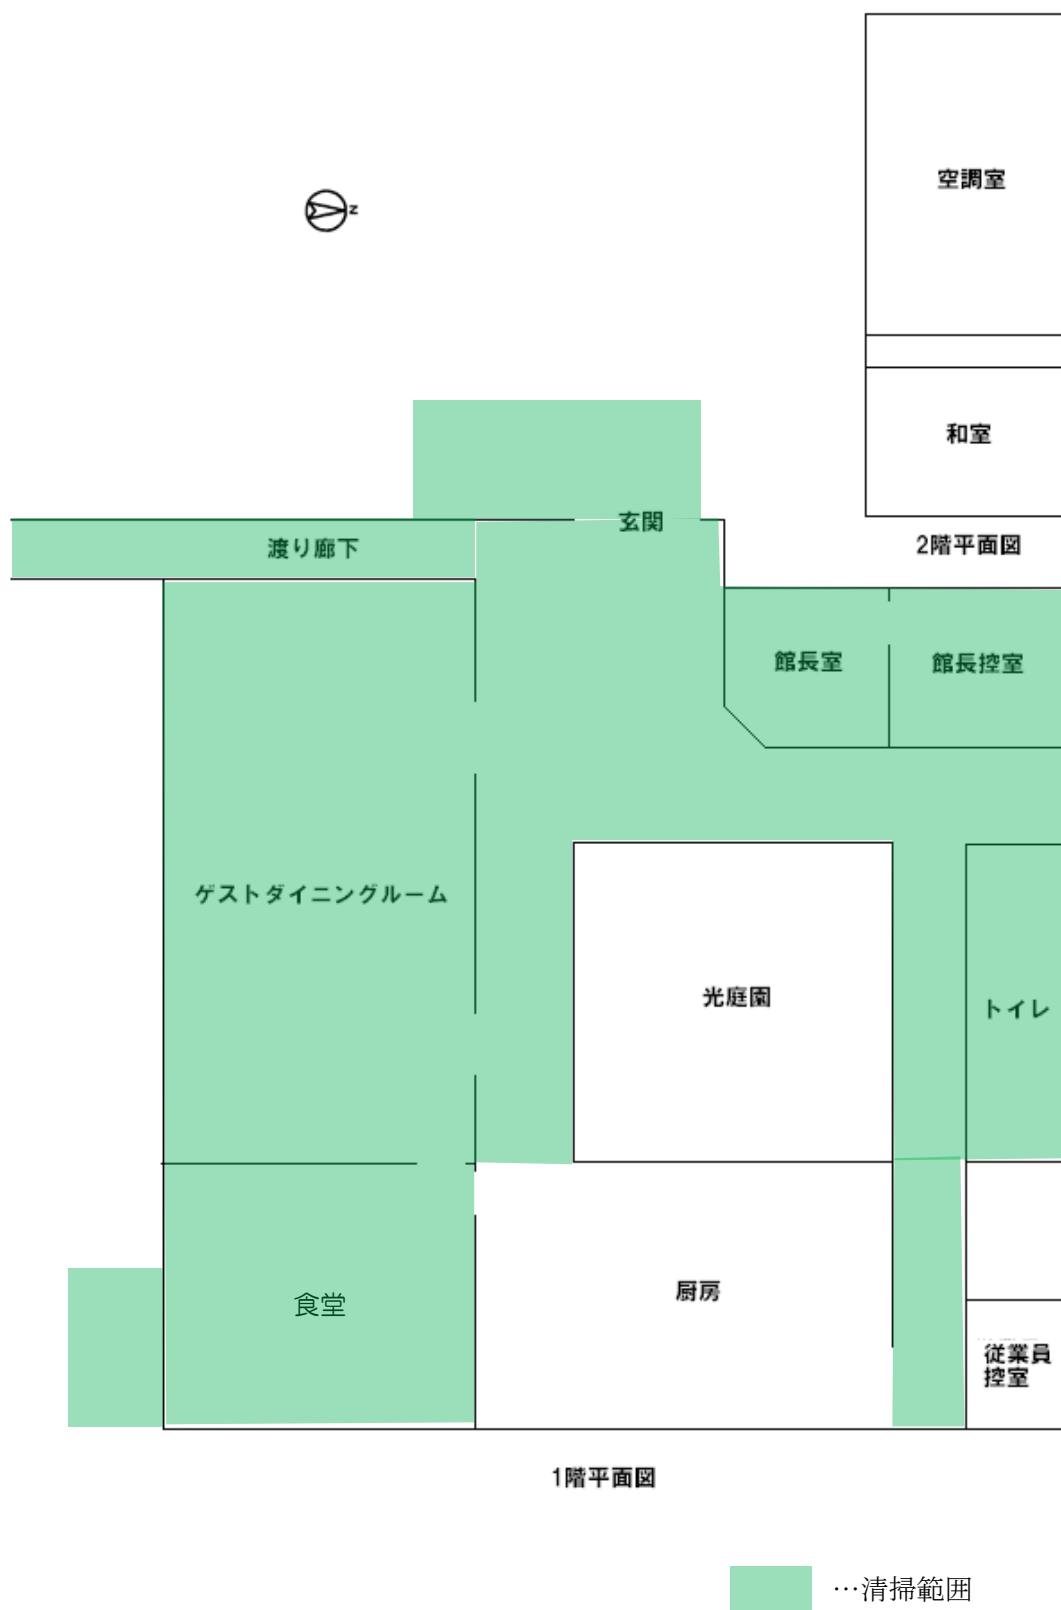 空調室
N
和室
玄関
2階平面図
渡り廊下
館長室
館長控室
ゲストダイニングルーム
光庭園
トイレ
厨房
食堂
従業員
控室
1階平面図
…清掃範囲